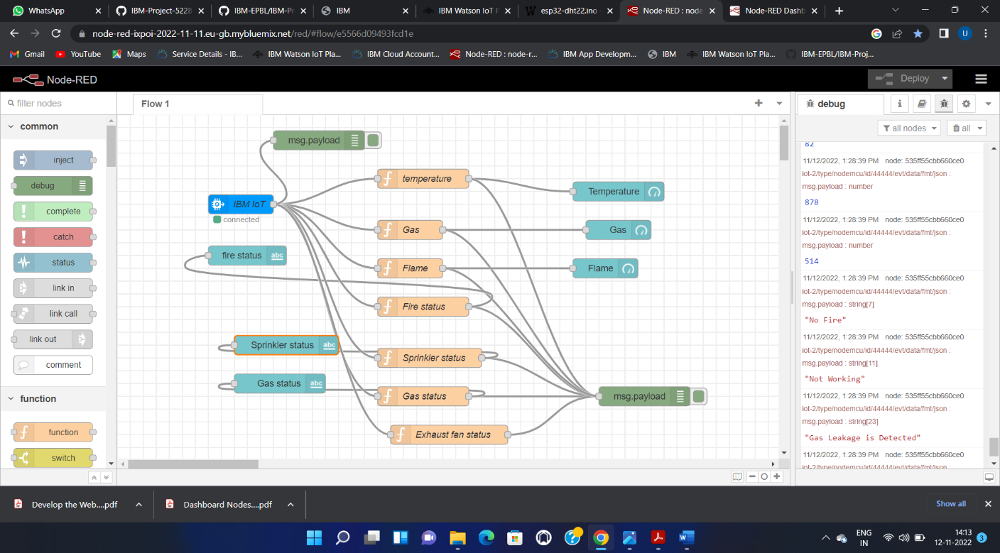 WhatsApp
IBM-Project-5228
IBM-EPBL/IBM-Pr
IBM
IBM Watson IoT P
esp32-dht22.ino -
Node-RED : node
Node-RED Dashb
node-red-ixpoi-2022-11-11.eu-gb.mybluemix.net/red/#flow/e5566d09493fcd1e
U
Gmail
YouTube
Maps
Service Details - IB...
IBM Watson IoT Pla...
IBM Cloud Account...
Node-RED : node-r...
IBM App Developm...
IBM
IBM Watson IoT Pla...
IBM-EPBL/IBM-Proj...
Node-RED
Deploy
filter nodes
common
inject
debug
complete
catch
status
link in
link call
link out
comment
function
function
switch
Flow 1
msg.payload
temperature
Temperature
IBM IoT
connected
Gas
Gas
fire status
abc
Flame
Flame
Fire status
Sprinkler status
abc
Sprinkler status
Gas status
abc
Gas status
msg.payload
Exhaust fan status
debug
all nodes
all
82
11/12/2022, 1:28:39 PM node: 535ff55cbb660ce0
iot-2/type/nodemcu/id/44444/evt/data/fmt/json :
msg.payload : number
878
11/12/2022, 1:28:39 PM node: 535ff55cbb660ce0
iot-2/type/nodemcu/id/44444/evt/data/fmt/json :
msg.payload : number
514
11/12/2022, 1:28:39 PM node: 535ff55cbb660ce0
iot-2/type/nodemcu/id/44444/evt/data/fmt/json :
msg.payload : string[7]
"No Fire"
11/12/2022, 1:28:39 PM node: 535ff55cbb660ce0
iot-2/type/nodemcu/id/44444/evt/data/fmt/json :
msg.payload : string[11]
"Not Working"
11/12/2022, 1:28:39 PM node: 535ff55cbb660ce0
iot-2/type/nodemcu/id/44444/evt/data/fmt/json :
msg.payload : string[23]
"Gas Leakage is Detected"
11/12/2022, 1:28:39 PM node: 535ff55cbb660ce0
iot-2/type/nodemcu/id/44444/evt/data/fmt/json :
Develop the Web....pdf
Dashboard Nodes....pdf
Show all
ENG
IN
14:13
12-11-2022
3